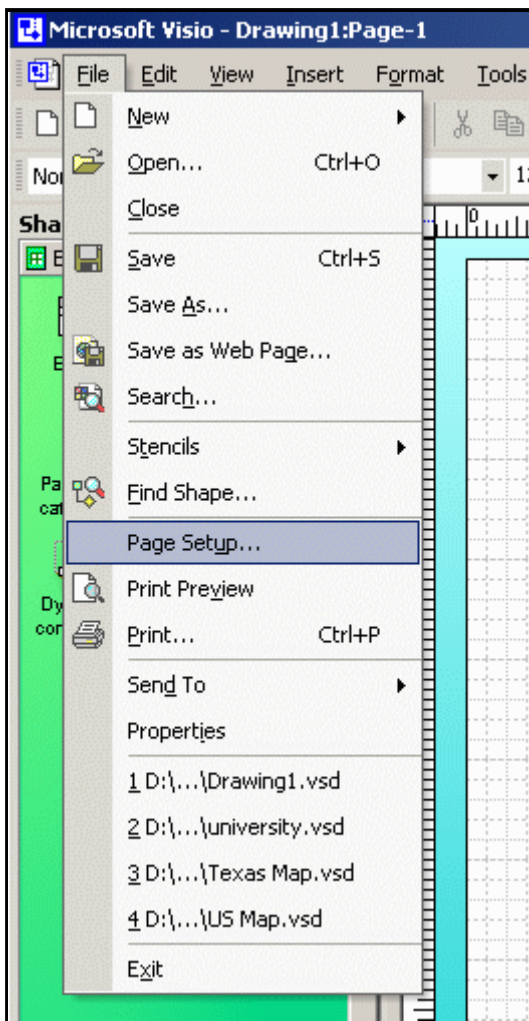 Microsoft Visio - Drawing1:Page-1
File Edit View Insert Format Tools
New
Open... Ctrl+O
Close
Sha
Save Ctrl+S
Save As...
Save as Web Page...
Search...
Stencils
Find Shape...
Page Setup...
Print Preview
Print... Ctrl+P
Send To
Properties
1 D:\...\Drawing1.vsd
2 D:\...\university.vsd
3 D:\...\Texas Map.vsd
4 D:\...\US Map.vsd
Exit